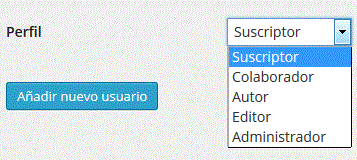 Perfil
Suscriptor
Suscriptor
Colaborador
Autor
Editor
Administrador
Añadir nuevo usuario